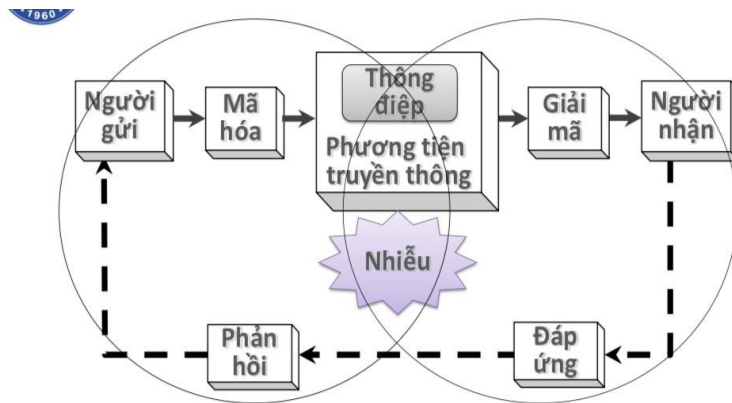 1960
Người
gửi
Mã
hóa
Thông
điệp
Phương tiện
truyền thông
Giải
mã
Người
nhận
Nhiễu
Phản
hồi
Đáp
ứng